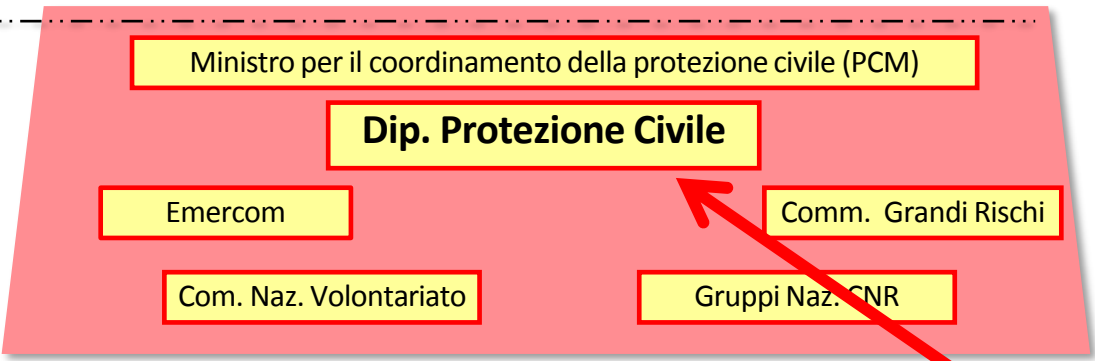 Ministro per il coordinamento della protezione civile (PCM)
Dip. Protezione Civile
Emercom
Comm. Grandi Rischi
Com. Naz. Volontariato
Gruppi Naz. CNR